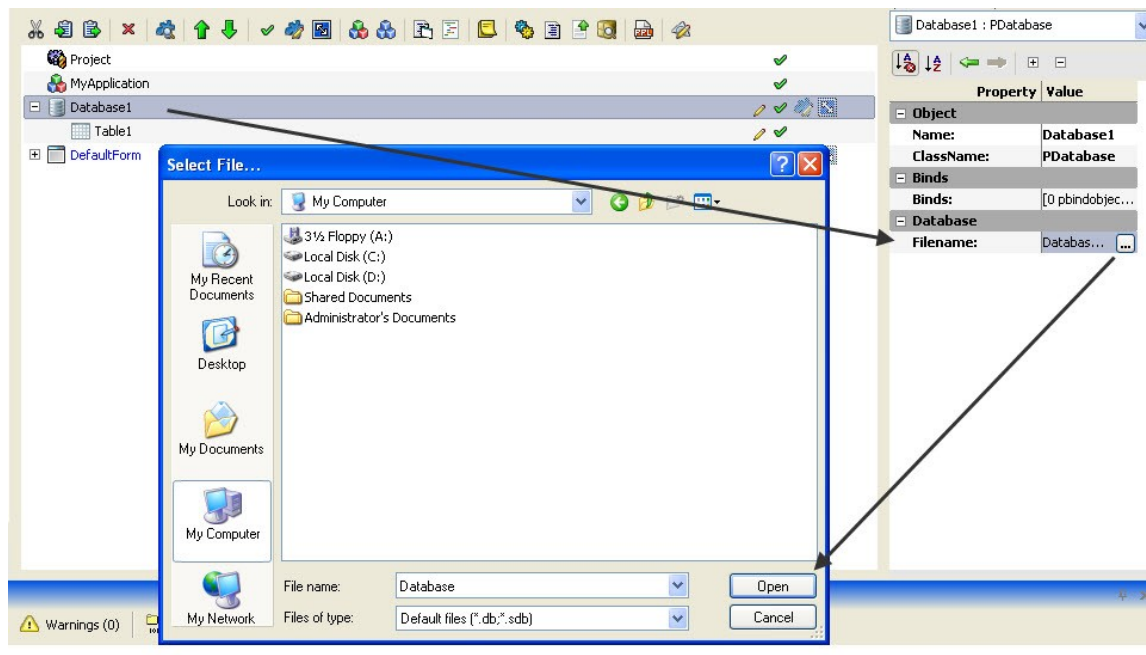 Database1 : PDatabase
Project
MyApplication
Database1
Table1
DefaultForm
Property Value
Object
Name: Database1
ClassName: PDatabase
Binds
Binds: [0 pbindobjec...
Database
Filename: Databas... ...
Select File...
Look in: My Computer
My Recent Documents
Desktop
My Documents
My Computer
My Network
3½ Floppy (A:)
Local Disk (C:)
Local Disk (D:)
Shared Documents
Administrator's Documents
File name: Database Open
Files of type: Default files (*.db;*.sdb) Cancel
Warnings (0)